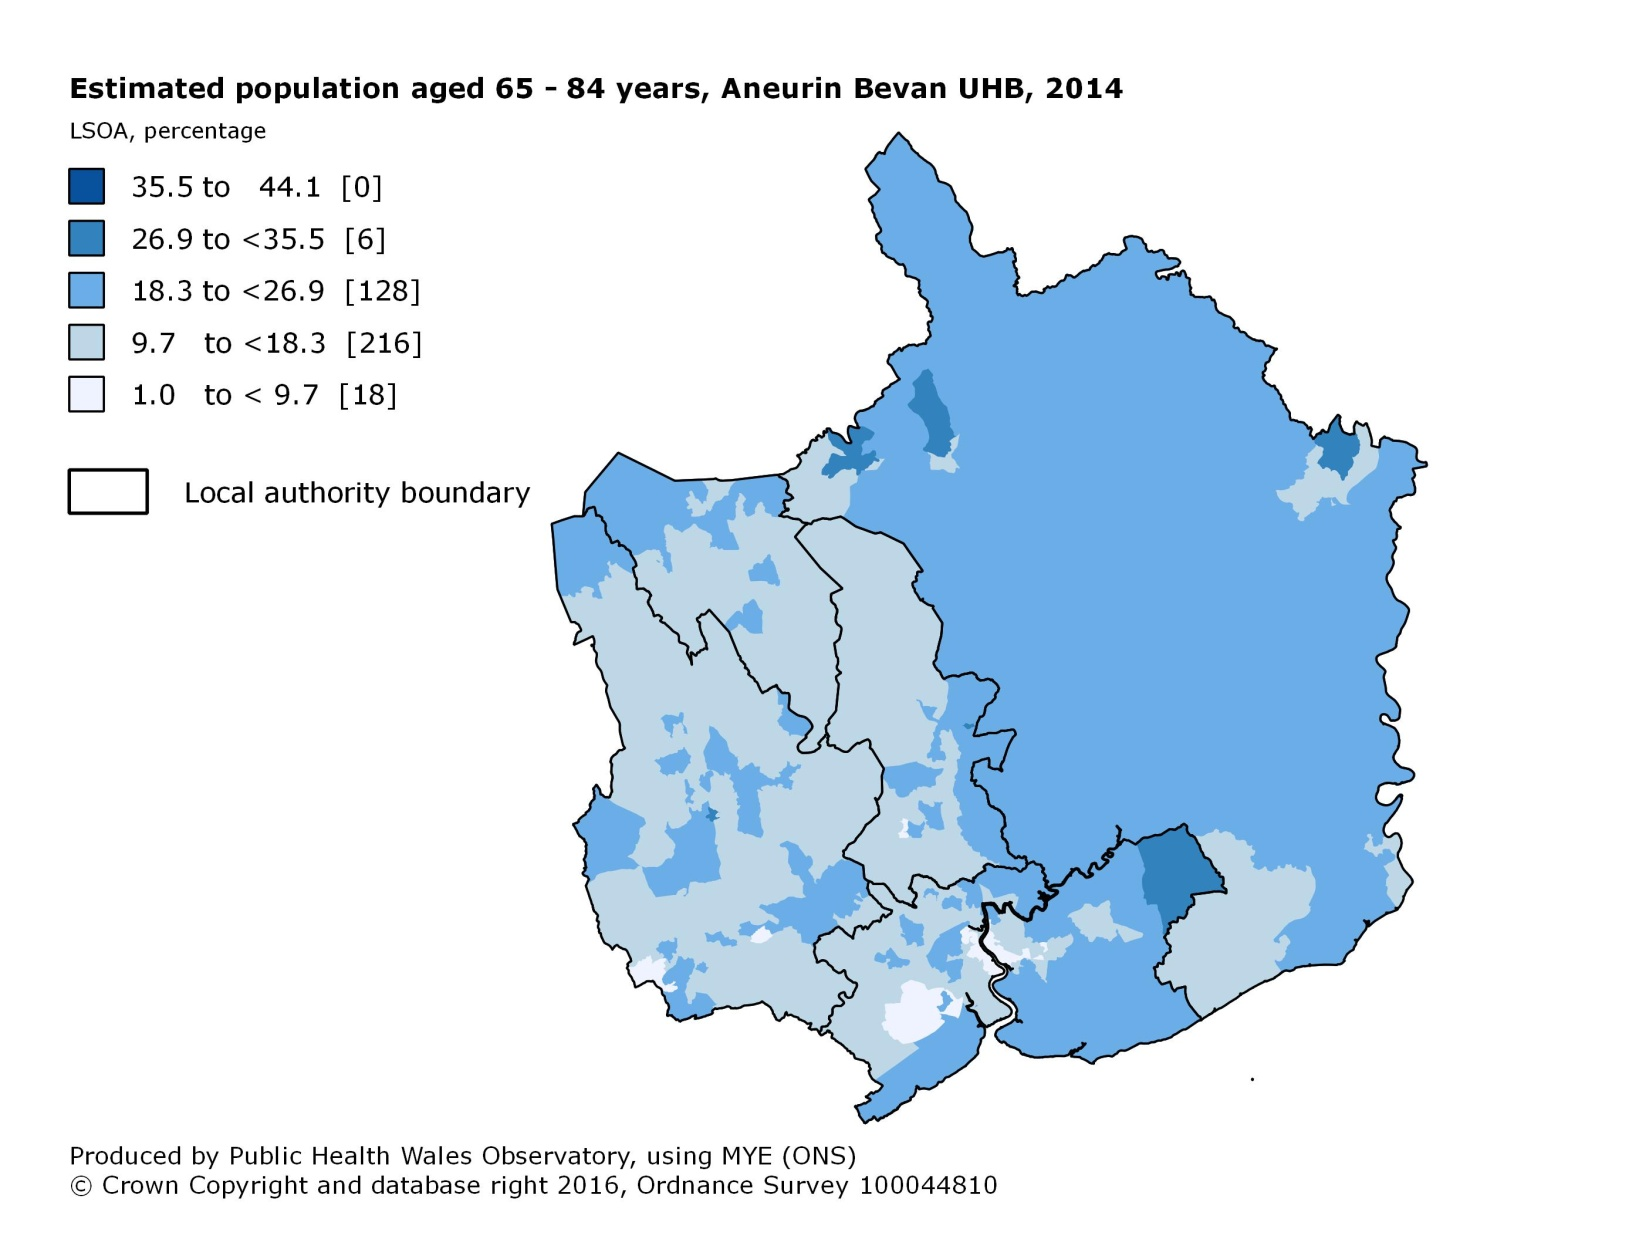 Estimated population aged 65 - 84 years, Aneurin Bevan UHB, 2014
LSOA, percentage
35.5 to 44.1 [0]
26.9 to <35.5 [6]
18.3 to <26.9 [128]
9.7 to <18.3 [216]
1.0 to < 9.7 [18]
Local authority boundary
Produced by Public Health Wales Observatory, using MYE (ONS)
© Crown Copyright and database right 2016, Ordnance Survey 100044810